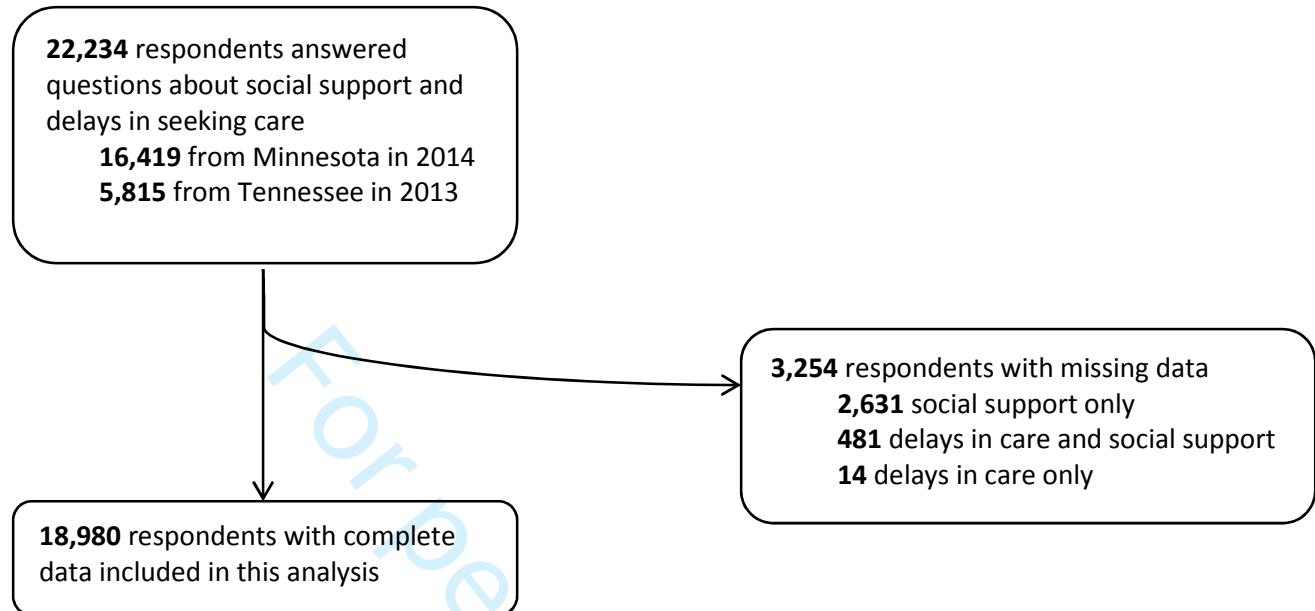 22,234 respondents answered
questions about social support and
delays in seeking care
16,419 from Minnesota in 2014
5,815 from Tennessee in 2013
3,254 respondents with missing data
2,631 social support only
481 delays in care and social support
14 delays in care only
18,980 respondents with complete
data included in this analysis
For pe